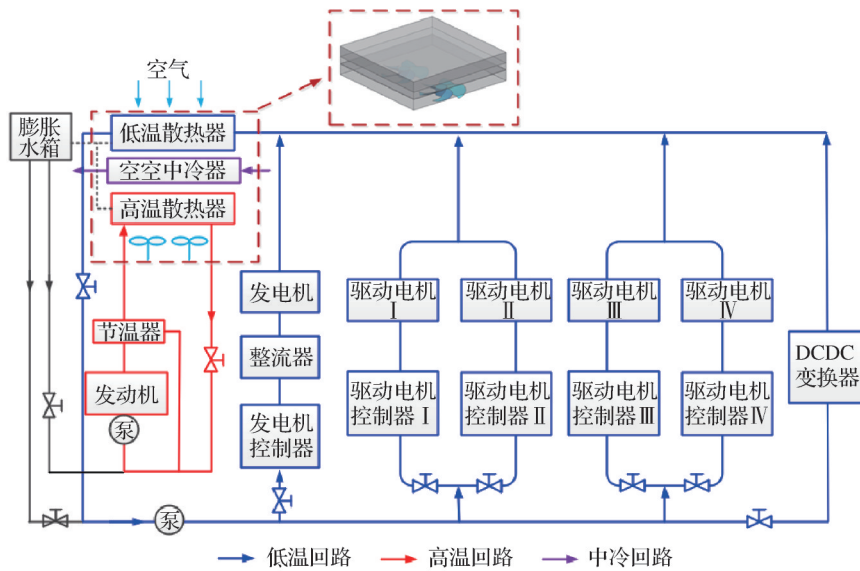 空气
膨胀
水箱
低温散热器
空空中冷器
高温散热器
节温器
发动机
泵
发电机
整流器
发电机
控制器
驱动电机
Ⅰ
驱动电机
Ⅱ
驱动电机
Ⅲ
驱动电机
Ⅳ
驱动电机
控制器Ⅰ
驱动电机
控制器Ⅱ
驱动电机
控制器Ⅲ
驱动电机
控制器Ⅳ
DCDC
变换器
泵
低温回路
高温回路
中冷回路